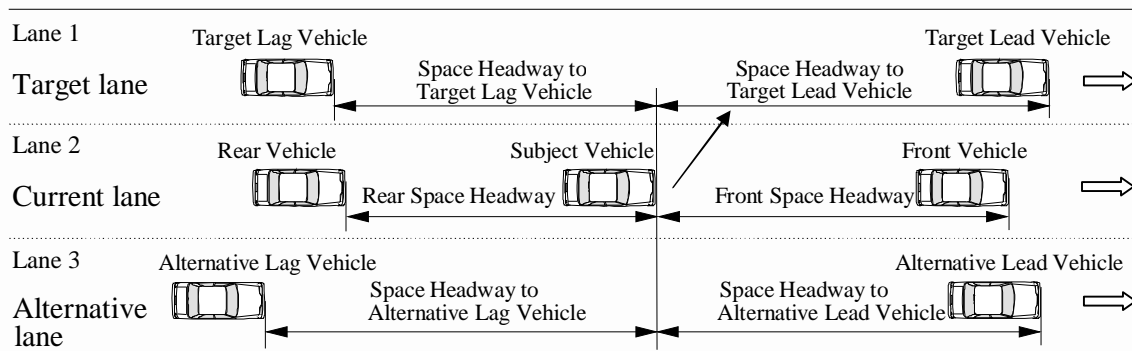 Lane 1
Target Lag Vehicle
Target Lead Vehicle
Target lane
Space Headway to
Target Lag Vehicle
Space Headway to
Target Lead Vehicle
Lane 2
Rear Vehicle
Subject Vehicle
Front Vehicle
Current lane
Rear Space Headway
Front Space Headway
Lane 3
Alternative Lag Vehicle
Alternative Lead Vehicle
Alternative
lane
Space Headway to
Alternative Lag Vehicle
Space Headway to
Alternative Lead Vehicle